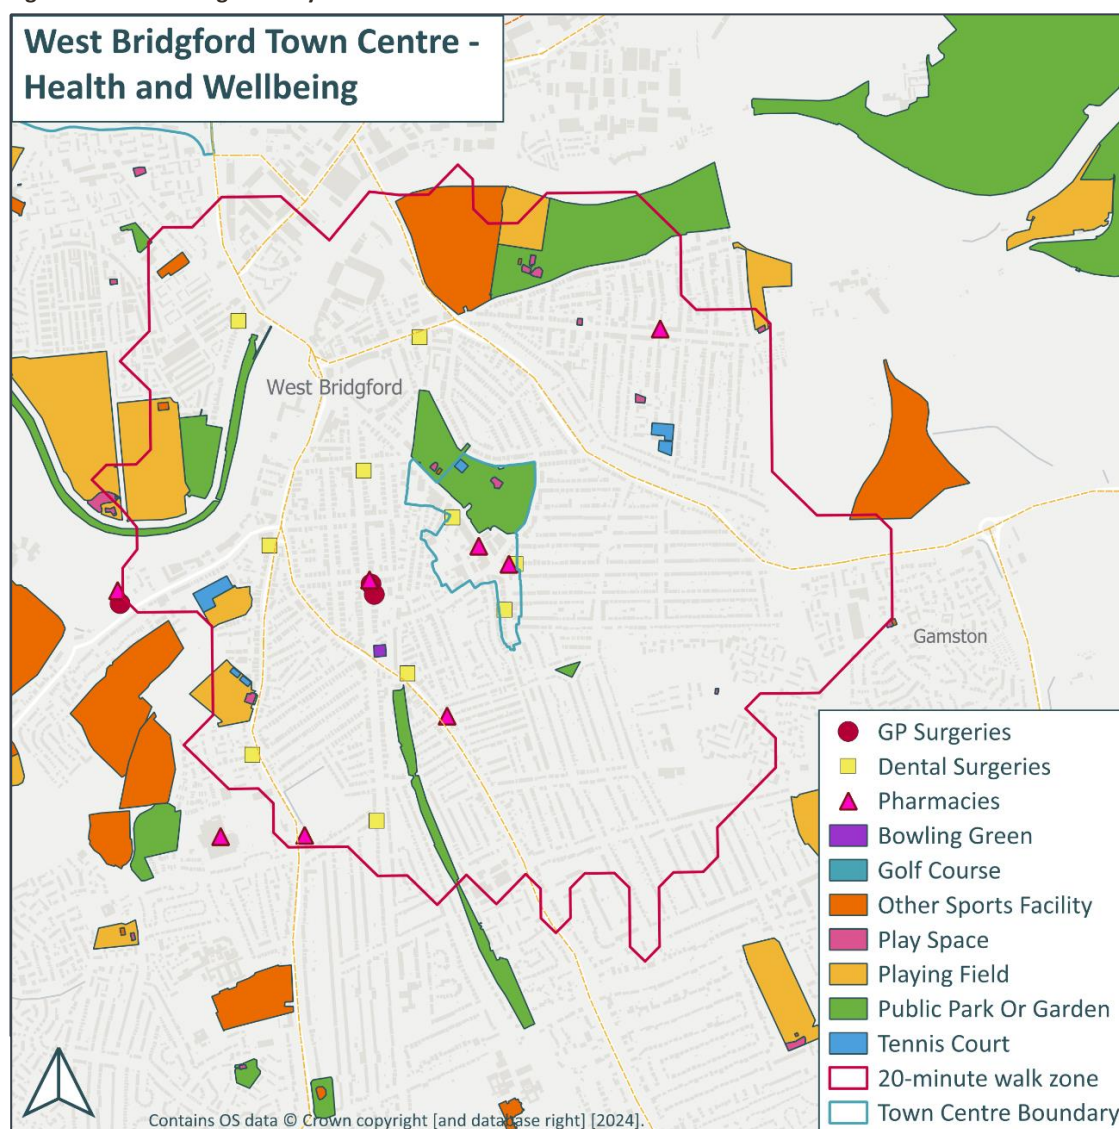 West Bridgford Town Centre -
Health and Wellbeing
West Bridgford
Gamston
GP Surgeries
Dental Surgeries
Pharmacies
Bowling Green
Golf Course
Other Sports Facility
Play Space
Playing Field
Public Park Or Garden
Tennis Court
20-minute walk zone
Town Centre Boundary
Contains OS data © Crown copyright [and database right] [2024].